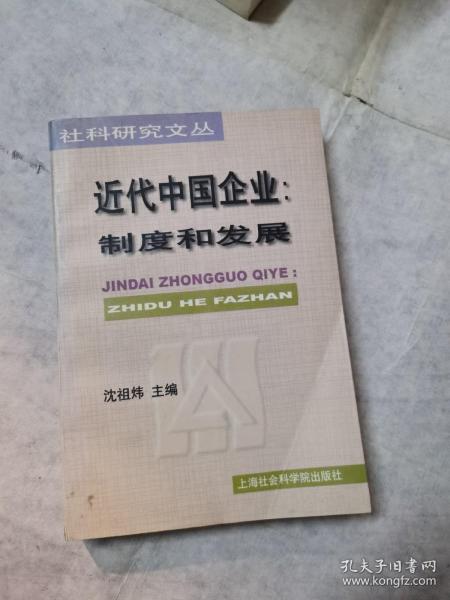 社科研究文丛
近代中国企业:
制度和发展
JINDAI ZHONGGUO QIYE:
ZHIDU HE FAZHAN
沈祖炜 主编
上海社会科学院出版社
孔夫子旧书网
www.kongfz.com